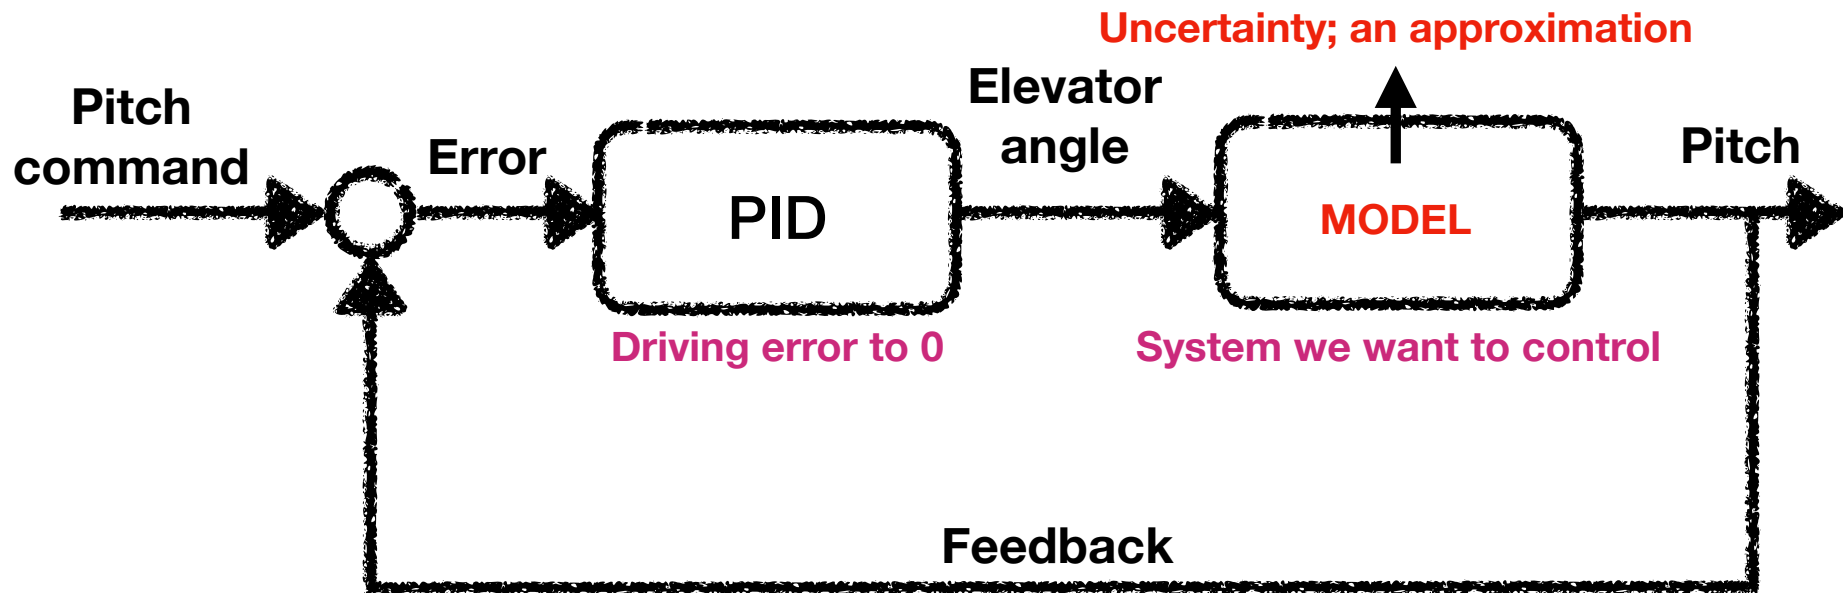 Uncertainty; an approximation
Pitch
command
Error
PID
Elevator
angle
MODEL
Pitch
Driving error to 0
System we want to control
Feedback